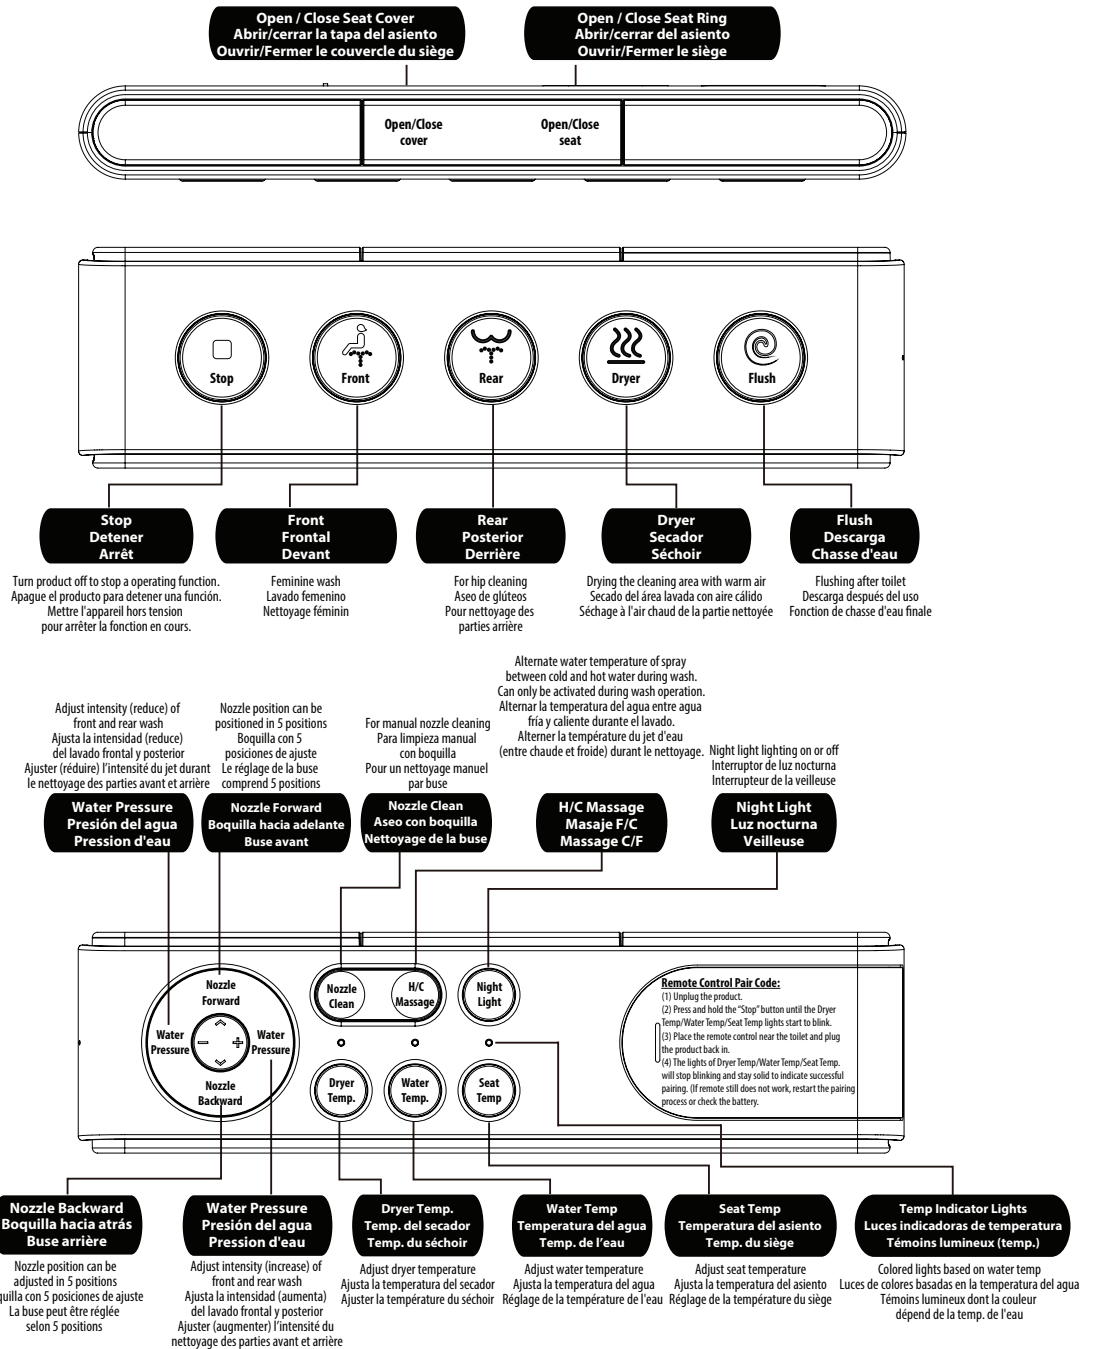 Open / Close Seat Cover
Abrir/cerrar la tapa del asiento
Ouvrir/Fermer le couvercle du siège
Open / Close Seat Ring
Abrir/cerrar del asiento
Ouvrir/Fermer le siège
Open/Close
cover
Open/Close
seat
Stop
Front
Rear
Dryer
Flush
Stop
Detener
Arrêt
Turn product off to stop a operating function.
Apague el producto para detener una función.
Mettre l'appareil hors tension
pour arrêter la fonction en cours.
Front
Frontal
Devant
Feminine wash
Lavado femenino
Nettoyage féminin
Rear
Posterior
Derrière
For hip cleaning
Aseo de glúteos
Pour nettoyage des
parties arrière
Dryer
Secador
Séchoir
Drying the cleaning area with warm air
Secado del área lavada con aire cálido
Séchage à l'air chaud de la partie nettoyée
Flush
Descarga
Chasse d'eau
Flushing after toilet
Descarga después del uso
Fonction de chasse d'eau finale
Adjust intensity (reduce) of
front and rear wash
Ajusta la intensidad (reduce)
del lavado frontal y posterior
Ajuster (réduire) l'intensité du jet durant
le nettoyage des parties avant et arrière
Water Pressure
Presión del agua
Pression d'eau
Nozzle position can be
positioned in 5 positions
Boquilla con 5
posiciones de ajuste
Le réglage de la buse
comprend 5 positions
Nozzle Forward
Boquilla hacia adelante
Buse avant
For manual nozzle cleaning
Para limpieza manual
con boquilla
Pour un nettoyage manuel
par buse
Nozzle Clean
Aseo con boquilla
Nettoyage de la buse
Alternate water temperature of spray
between cold and hot water during wash.
Can only be activated during wash operation.
Alternar la temperatura del agua entre agua
fría y caliente durante el lavado.
Alterner la température du jet d'eau
(entre chaude et froide) durant le nettoyage.
H/C Massage
Masaje F/C
Massage C/F
Night light lighting on or off
Interruptor de luz nocturna
Interrupteur de la veilleuse
Night Light
Luz nocturna
Veilleuse
Nozzle
Forward
Water
Pressure
Water
Pressure
Nozzle
Backward
Nozzle
Clean
H/C
Massage
Night
Light
Dryer
Temp.
Water
Temp.
Seat
Temp
Remote Control Pair Code:
(1) Unplug the product.
(2) Press and hold the “Stop” button until the Dryer
Temp/Water Temp/Seat Temp lights start to blink.
(3) Place the remote control near the toilet and plug
the product back in.
(4) The lights of Dryer Temp/Water Temp/Seat Temp.
will stop blinking and stay solid to indicate successful
pairing. (If remote still does not work, restart the pairing
process or check the battery.
Nozzle Backward
Boquilla hacia atrás
Buse arrière
Nozzle position can be
adjusted in 5 positions
quilla con 5 posiciones de ajuste
La buse peut être réglée
selon 5 positions
Water Pressure
Presión del agua
Pression d'eau
Adjust intensity (increase) of
front and rear wash
Ajusta la intensidad (aumenta)
del lavado frontal y posterior
Ajuster (augmenter) l'intensité du
nettoyage des parties avant et arrière
Dryer Temp.
Temp. del secador
Temp. du séchoir
Adjust dryer temperature
Ajusta la temperatura del secador
Ajuster la température du séchoir
Water Temp
Temperatura del agua
Temp. de l’eau
Adjust water temperature
Ajusta la temperatura del agua
Réglage de la température de l'eau
Seat Temp
Temperatura del asiento
Temp. du siège
Adjust seat temperature
Ajusta la temperatura del asiento
Réglage de la température du siège
Temp Indicator Lights
Luces indicadoras de temperatura
Témoins lumineux (temp.)
Colored lights based on water temp
Luces de colores basadas en la temperatura del agua
Témoins lumineux dont la couleur
dépend de la temp. de l'eau